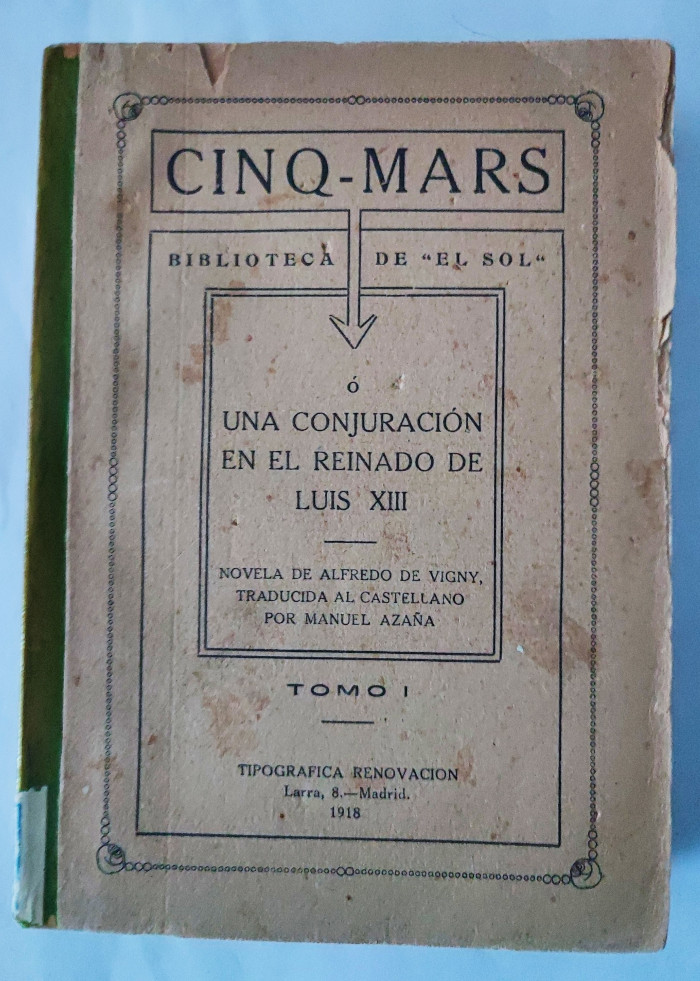 CINQ-MARS
BIBLIOTECA DE "EL SOL"
ó
UNA CONJURACIÓN
EN EL REINADO DE
LUIS XIII
NOVELA DE ALFREDO DE VIGNY,
TRADUCIDA AL CASTELLANO
POR MANUEL AZAÑA
TOMO I
TIPOGRAFICA RENOVACION
Larra, 8.—Madrid.
1918